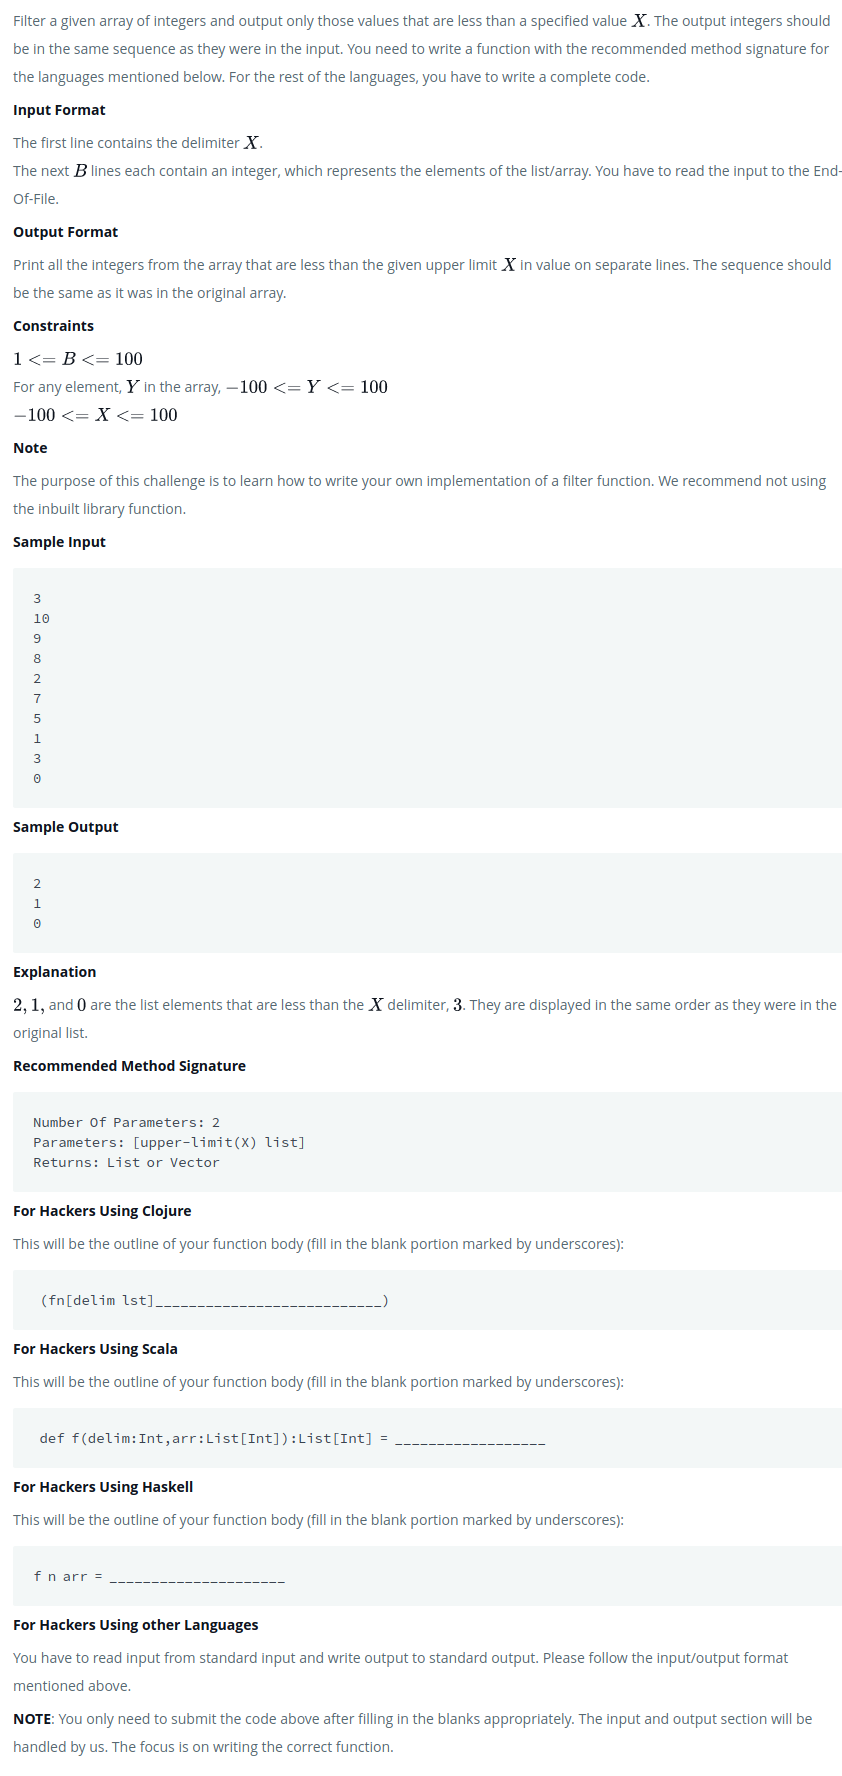 Filter a given array of integers and output only those values that are less than a specified value X. The output integers should
be in the same sequence as they were in the input. You need to write a function with the recommended method signature for
the languages mentioned below. For the rest of the languages, you have to write a complete code.
Input Format
The first line contains the delimiter X.
The next B lines each contain an integer, which represents the elements of the list/array. You have to read the input to the End-
Of-File.
Output Format
Print all the integers from the array that are less than the given upper limit X in value on separate lines. The sequence should
be the same as it was in the original array.
Constraints
1 <= B <= 100
For any element, Y in the array, −100 <= Y <= 100
−100 <= X <= 100
Note
The purpose of this challenge is to learn how to write your own implementation of a filter function. We recommend not using
the inbuilt library function.
Sample Input
3
10
9
8
2
7
5
1
3
0
Sample Output
2
1
0
Explanation
2, 1, and 0 are the list elements that are less than the X delimiter, 3. They are displayed in the same order as they were in the
original list.
Recommended Method Signature
Number Of Parameters: 2
Parameters: [upper-limit(X) list]
Returns: List or Vector
For Hackers Using Clojure
This will be the outline of your function body (fill in the blank portion marked by underscores):
(fn[delim lst]___________________________)
For Hackers Using Scala
This will be the outline of your function body (fill in the blank portion marked by underscores):
def f(delim:Int,arr:List[Int]):List[Int] = __________________
For Hackers Using Haskell
This will be the outline of your function body (fill in the blank portion marked by underscores):
f n arr = _____________________
For Hackers Using other Languages
You have to read input from standard input and write output to standard output. Please follow the input/output format
mentioned above.
NOTE: You only need to submit the code above after filling in the blanks appropriately. The input and output section will be
handled by us. The focus is on writing the correct function.